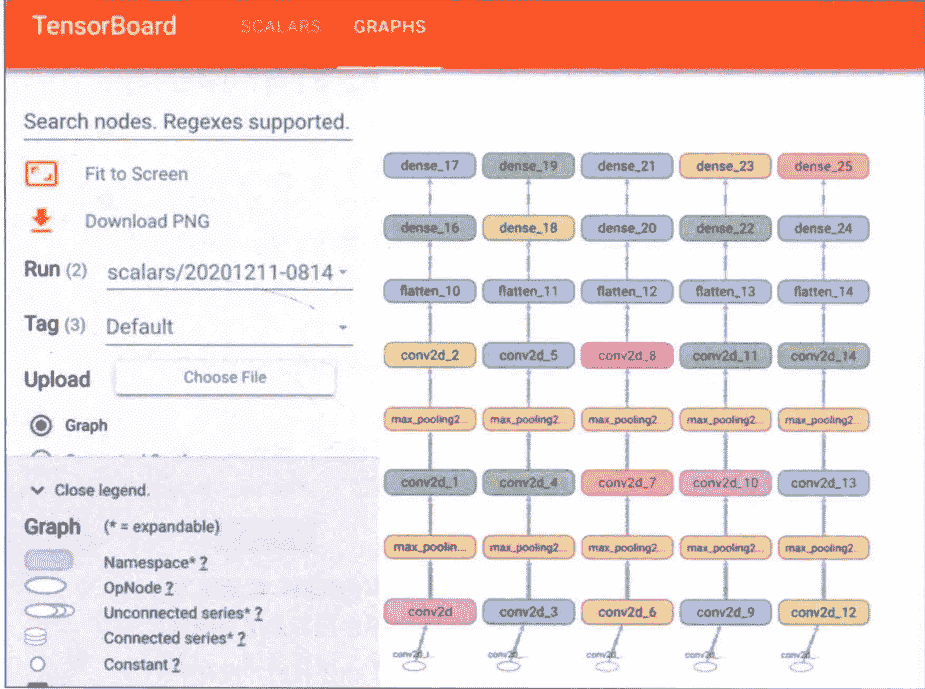 TensorBoard SCALARS GRAPHS
Search nodes. Regexes supported.
Fit to Screen
Download PNG
Run (2) scalars/20201211-0814
Tag (3) Default
Upload Choose File
Graph
Close legend.
Graph (* = expandable)
Namespace* ?
OpNode ?
Unconnected series* ?
Connected series* ?
Constant ?
dense_17 dense_19 dense_21 dense_23 dense_25
dense_16 dense_18 dense_20 dense_22 dense_24
flatten_10 flatten_11 flatten_12 flatten_13 flatten_14
conv2d_2 conv2d_5 conv2d_8 conv2d_11 conv2d_14
max_pooling2... max_pooling2... max_pooling2... max_pooling2... max_pooling2...
conv2d_1 conv2d_4 conv2d_7 conv2d_10 conv2d_13
max_poolin... max_pooling2... max_pooling2... max_pooling2... max_pooling2...
conv2d conv2d_3 conv2d_6 conv2d_9 conv2d_12